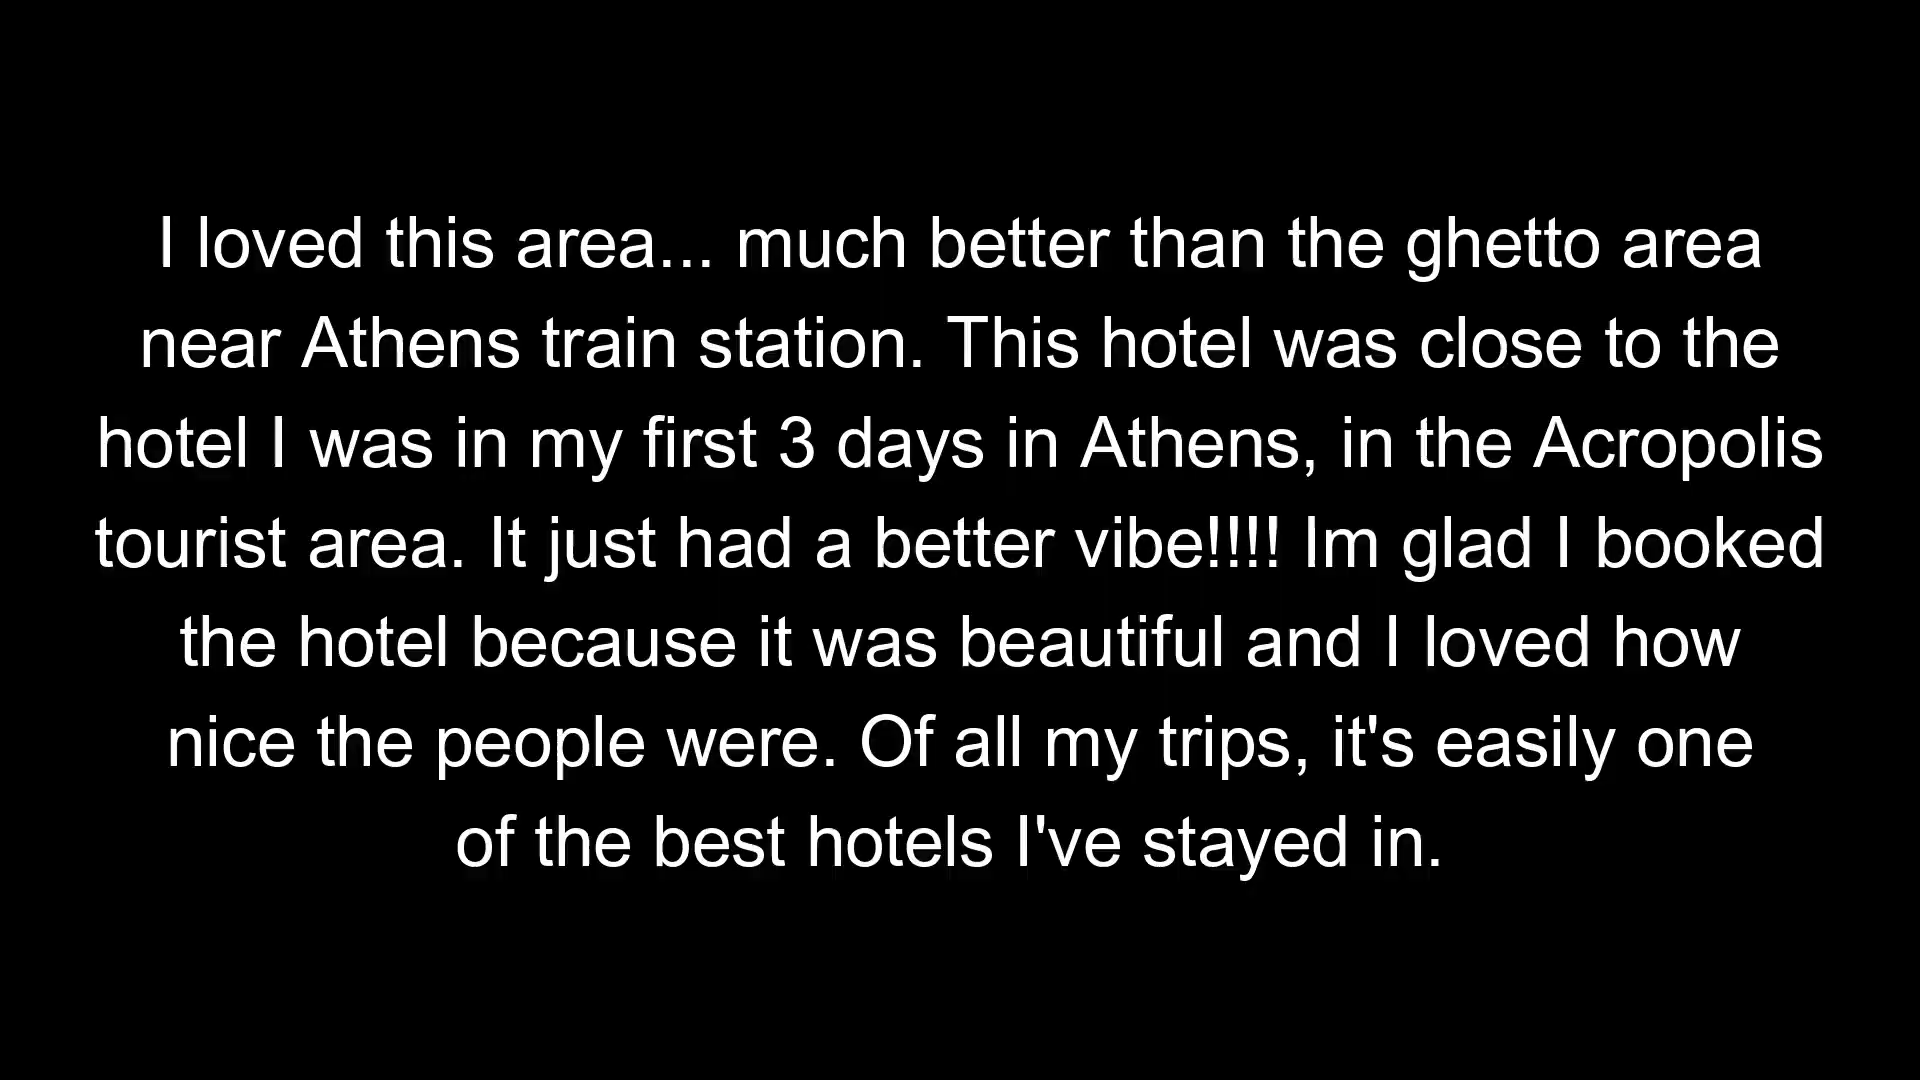 I loved this area... much better than the ghetto area
near Athens train station. This hotel was close to the
hotel I was in my first 3 days in Athens, in the Acropolis
tourist area. It just had a better vibe!!!! Im glad I booked
the hotel because it was beautiful and I loved how
nice the people were. Of all my trips, it's easily one
of the best hotels I've stayed in.